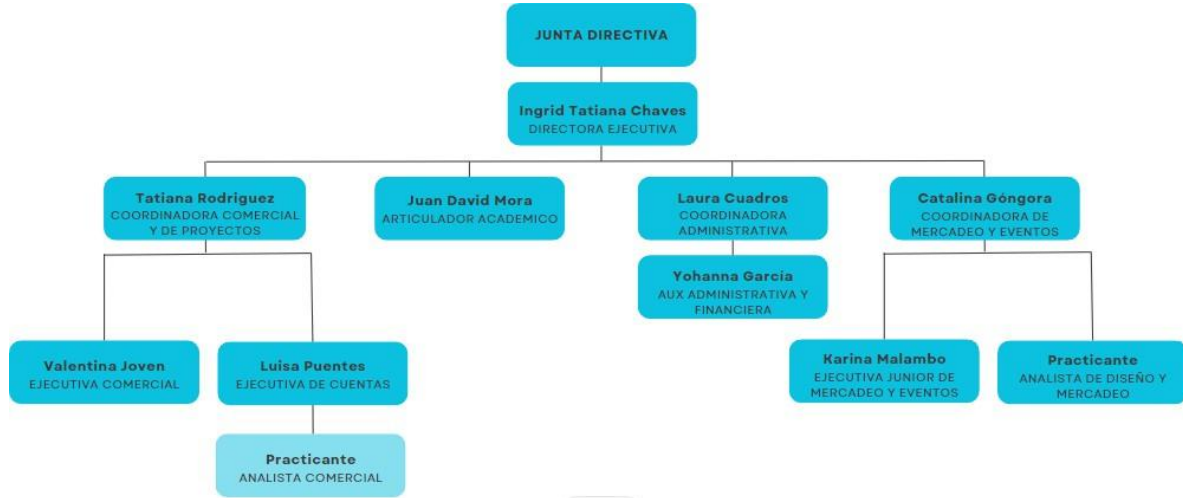 JUNTA DIRECTIVA
Ingrid Tatiana Chaves
DIRECTORA EJECUTIVA
Tatiana Rodriguez
COORDINADORA COMERCIAL
Y DE PROYECTOS
Juan David Mora
ARTICULADOR ACADEMICO
Laura Cuadros
COORDINADORA
ADMINISTRATIVA
Catalina Góngora
COORDINADORA DE
MERCADEO Y EVENTOS
Yohanna García
AUX ADMINISTRATIVA Y
FINANCIERA
Valentina Joven
EJECUTIVA COMERCIAL
Luisa Puentes
EJECUTIVA DE CUENTAS
Karina Malambo
EJECUTIVA JUNIOR DE
MERCADEO Y EVENTOS
Practicante
ANALISTA DE DISEÑO Y
MERCADEO
Practicante
ANALISTA COMERCIAL